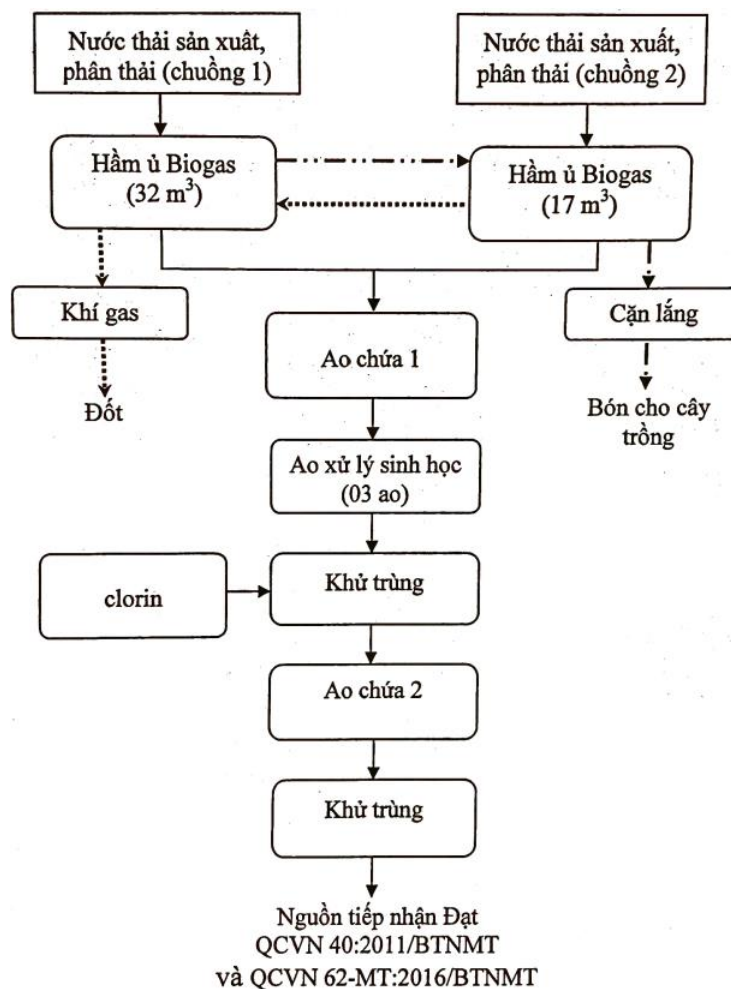 Nước thải sản xuất,
phân thải (chuồng 1)
Nước thải sản xuất,
phân thải (chuồng 2)
Hầm ủ Biogas
(32 m³)
Hầm ủ Biogas
(17 m³)
Khí gas
Cặn lắng
Ao chứa 1
Đốt
Bón cho cây
trồng
Ao xử lý sinh học
(03 ao)
clorin
Khử trùng
Ao chứa 2
Khử trùng
Nguồn tiếp nhận Đạt
QCVN 40:2011/BTNMT
và QCVN 62-MT:2016/BTNMT